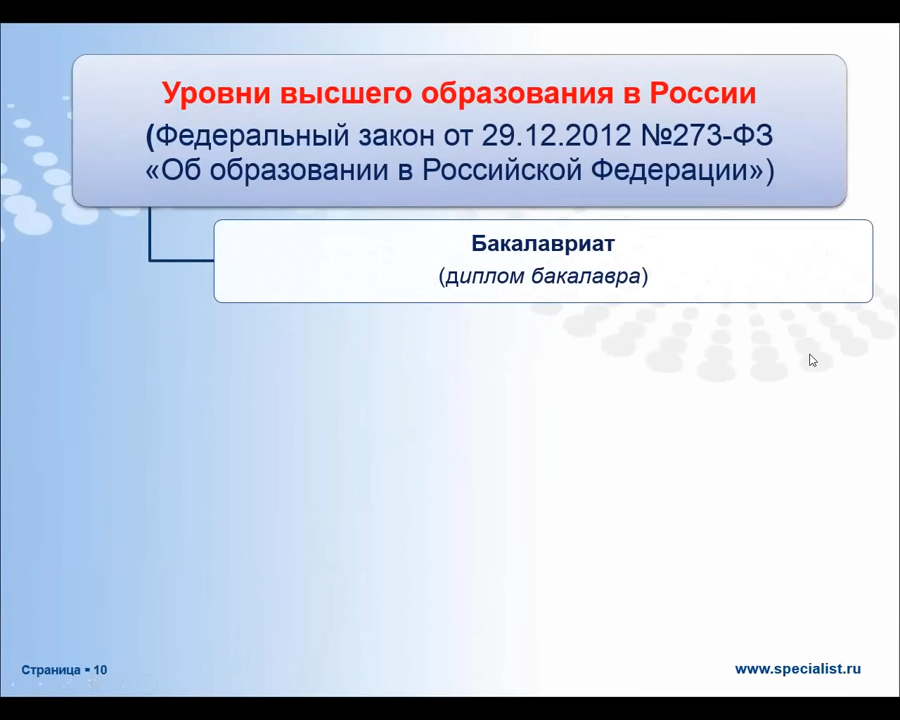 Уровни высшего образования в России
(Федеральный закон от 29.12.2012 №273-ФЗ
«Об образовании в Российской Федерации»)
Бакалавриат
(диплом бакалавра)
Страница ▪ 10
www.specialist.ru